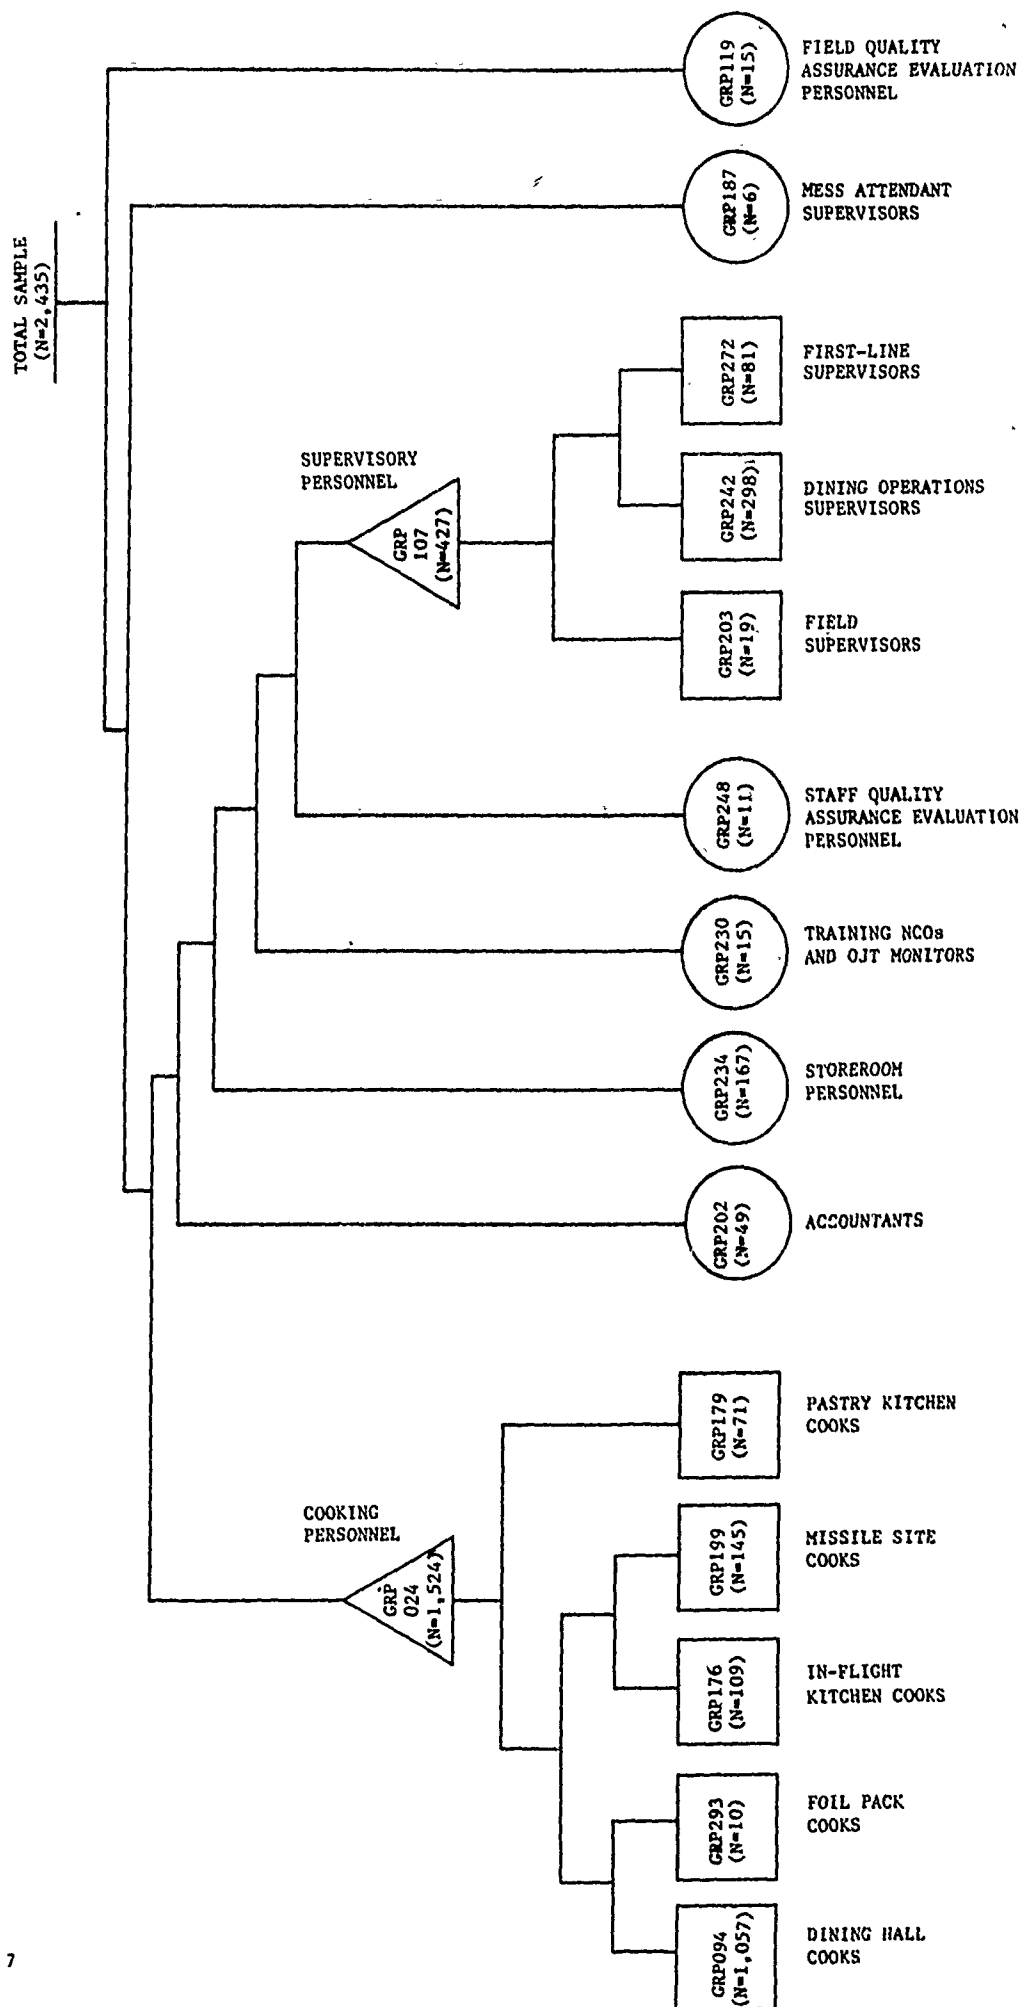 TOTAL SAMPLE
(N=2,435)
GRP119
(N=15)
FIELD QUALITY
ASSURANCE EVALUATION
PERSONNEL
GRP187
(N=6)
MESS ATTENDANT
SUPERVISORS
SUPERVISORY
PERSONNEL
GRP
107
(N=427)
GRP272
(N=81)
FIRST-LINE
SUPERVISORS
GRP242
(N=298)
DINING OPERATIONS
SUPERVISORS
GRP203
(N=19)
FIELD
SUPERVISORS
GRP248
(N=11)
STAFF QUALITY
ASSURANCE EVALUATION
PERSONNEL
GRP230
(N=15)
TRAINING NCOs
AND OJT MONITORS
GRP234
(N=167)
STOREROOM
PERSONNEL
GRP202
(N=49)
ACCOUNTANTS
COOKING
PERSONNEL
GRP
024
(N=1,524)
GRP179
(N=71)
PASTRY KITCHEN
COOKS
GRP199
(N=145)
MISSILE SITE
COOKS
GRP176
(N=109)
IN-FLIGHT
KITCHEN COOKS
GRP293
(N=10)
FOIL PACK
COOKS
GRP094
(N=1,057)
DINING HALL
COOKS
7